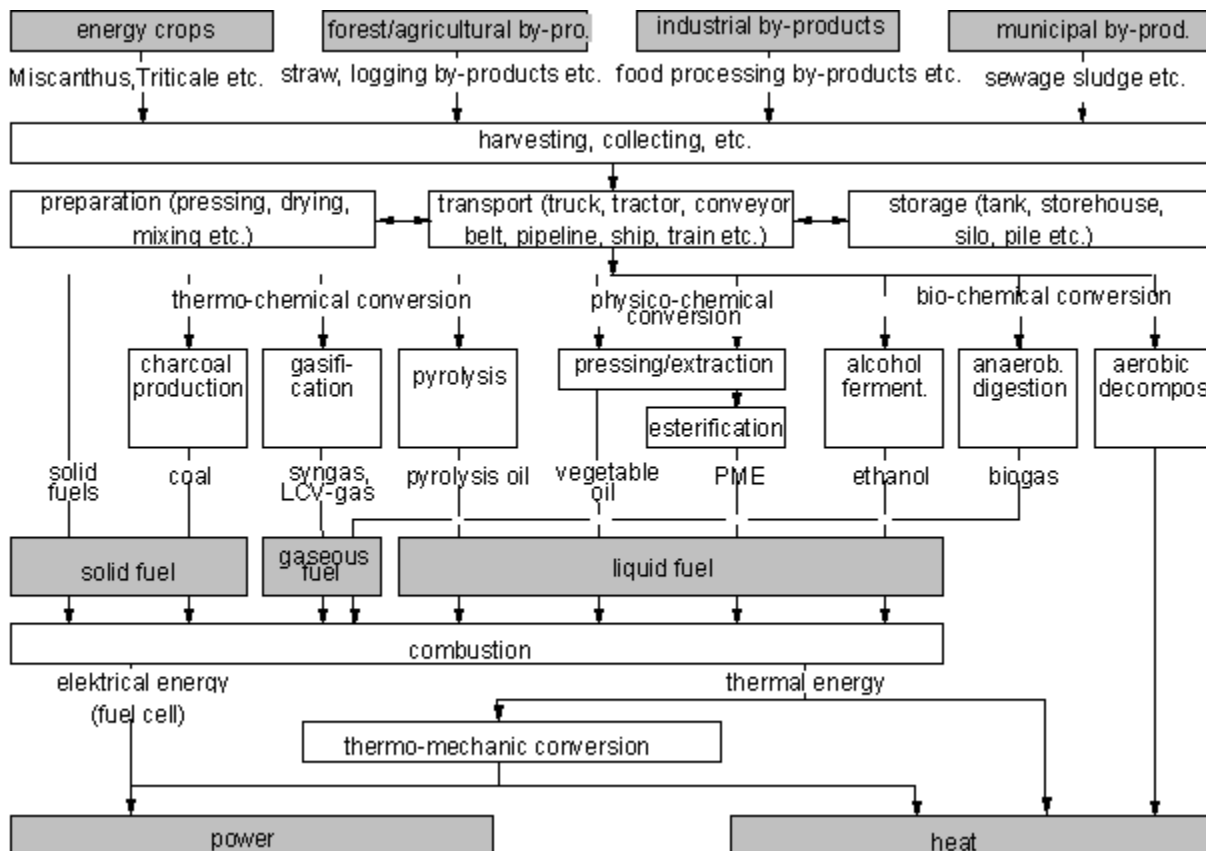 energy crops
forest/agricultural by-pro.
industrial by-products
municipal by-prod.
Miscanthus,Triticale etc.
straw, logging by-products etc.
food processing by-products etc.
sewage sludge etc.
harvesting, collecting, etc.
preparation (pressing, drying,
mixing etc.)
transport (truck, tractor, conveyor
belt, pipeline, ship, train etc.)
storage (tank, storehouse,
silo, pile etc.)
thermo-chemical conversion
physico-chemical
conversion
bio-chemical conversion
charcoal
production
gasifi-
cation
pyrolysis
pressing/extraction
esterification
alcohol
ferment.
anaerob.
digestion
aerobic
decompos
solid
fuels
coal
syngas,
LCV-gas
pyrolysis oil
vegetable
oil
PME
ethanol
biogas
solid fuel
gaseous
fuel
liquid fuel
combustion
elektrical energy
(fuel cell)
thermal energy
thermo-mechanic conversion
power
heat